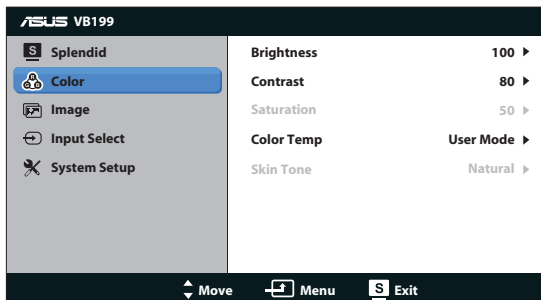 ASUS VB199
S Splendid
Color
Image
Input Select
System Setup
Brightness 100
Contrast 80
Saturation 50
Color Temp User Mode
Skin Tone Natural
Move Menu S Exit